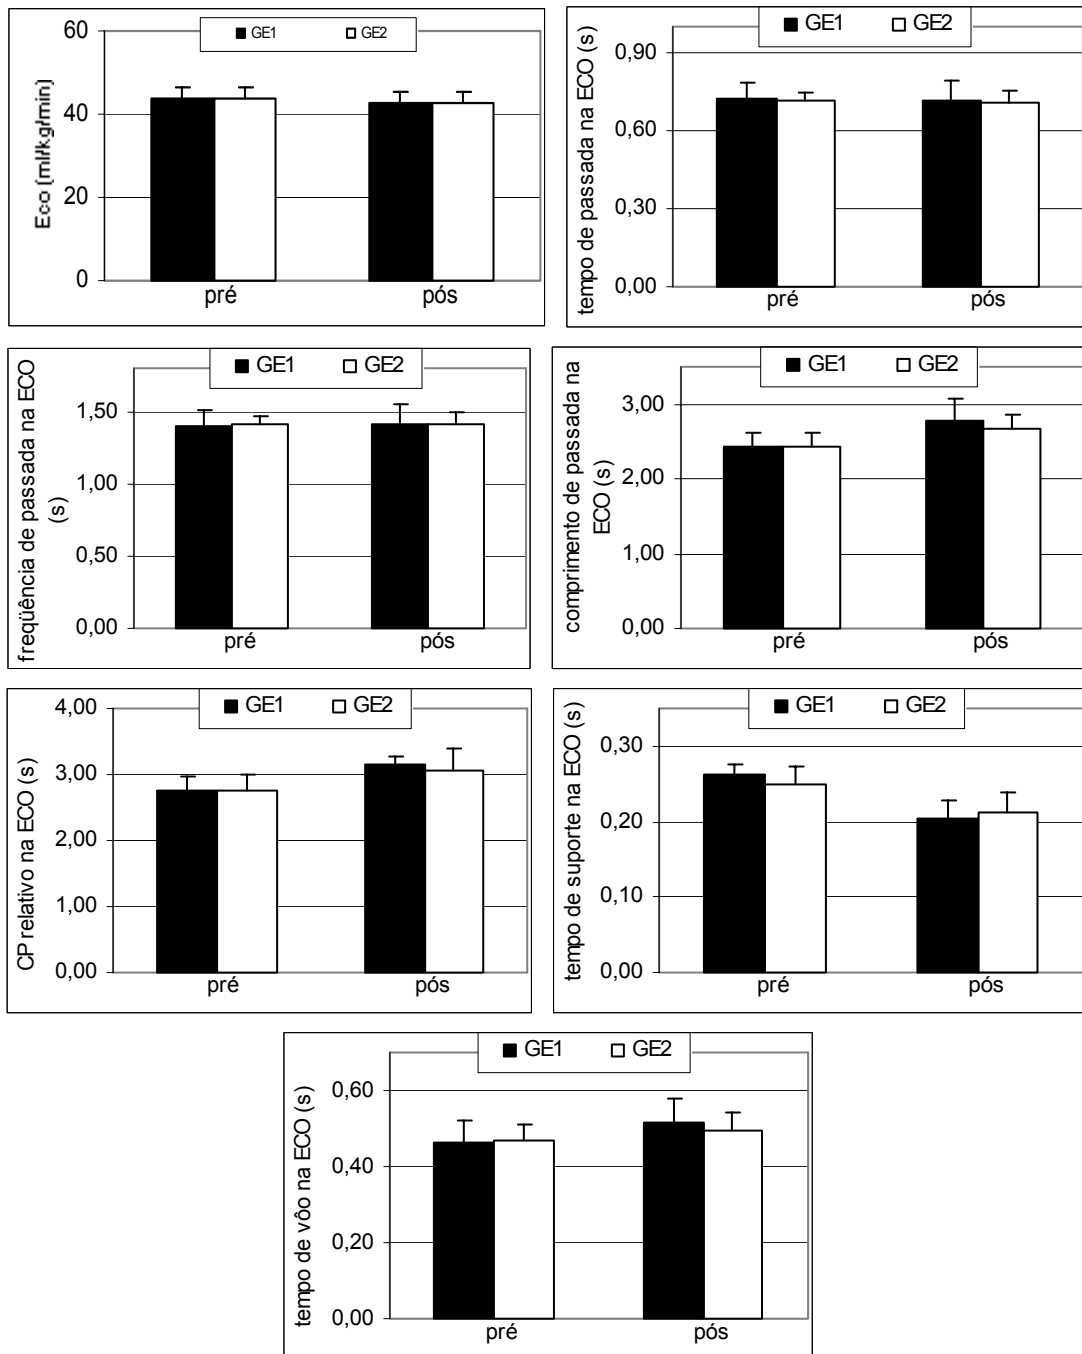 60
40
20
0
Eco (ml/kg/min)
GE1 GE2
pré pós
0,90
0,60
0,30
0,00
tempo de passada na ECO (s)
GE1 GE2
pré pós
1,50
1,00
0,50
0,00
freqüência de passada na ECO
(s)
GE1 GE2
pré pós
3,00
2,00
1,00
0,00
comprimento de passada na
ECO (s)
GE1 GE2
pré pós
4,00
3,00
2,00
1,00
0,00
CP relativo na ECO (s)
GE1 GE2
pré pós
0,30
0,20
0,10
0,00
tempo de suporte na ECO (s)
GE1 GE2
pré pós
0,60
0,40
0,20
0,00
tempo de vôo na ECO (s)
GE1 GE2
pré pós